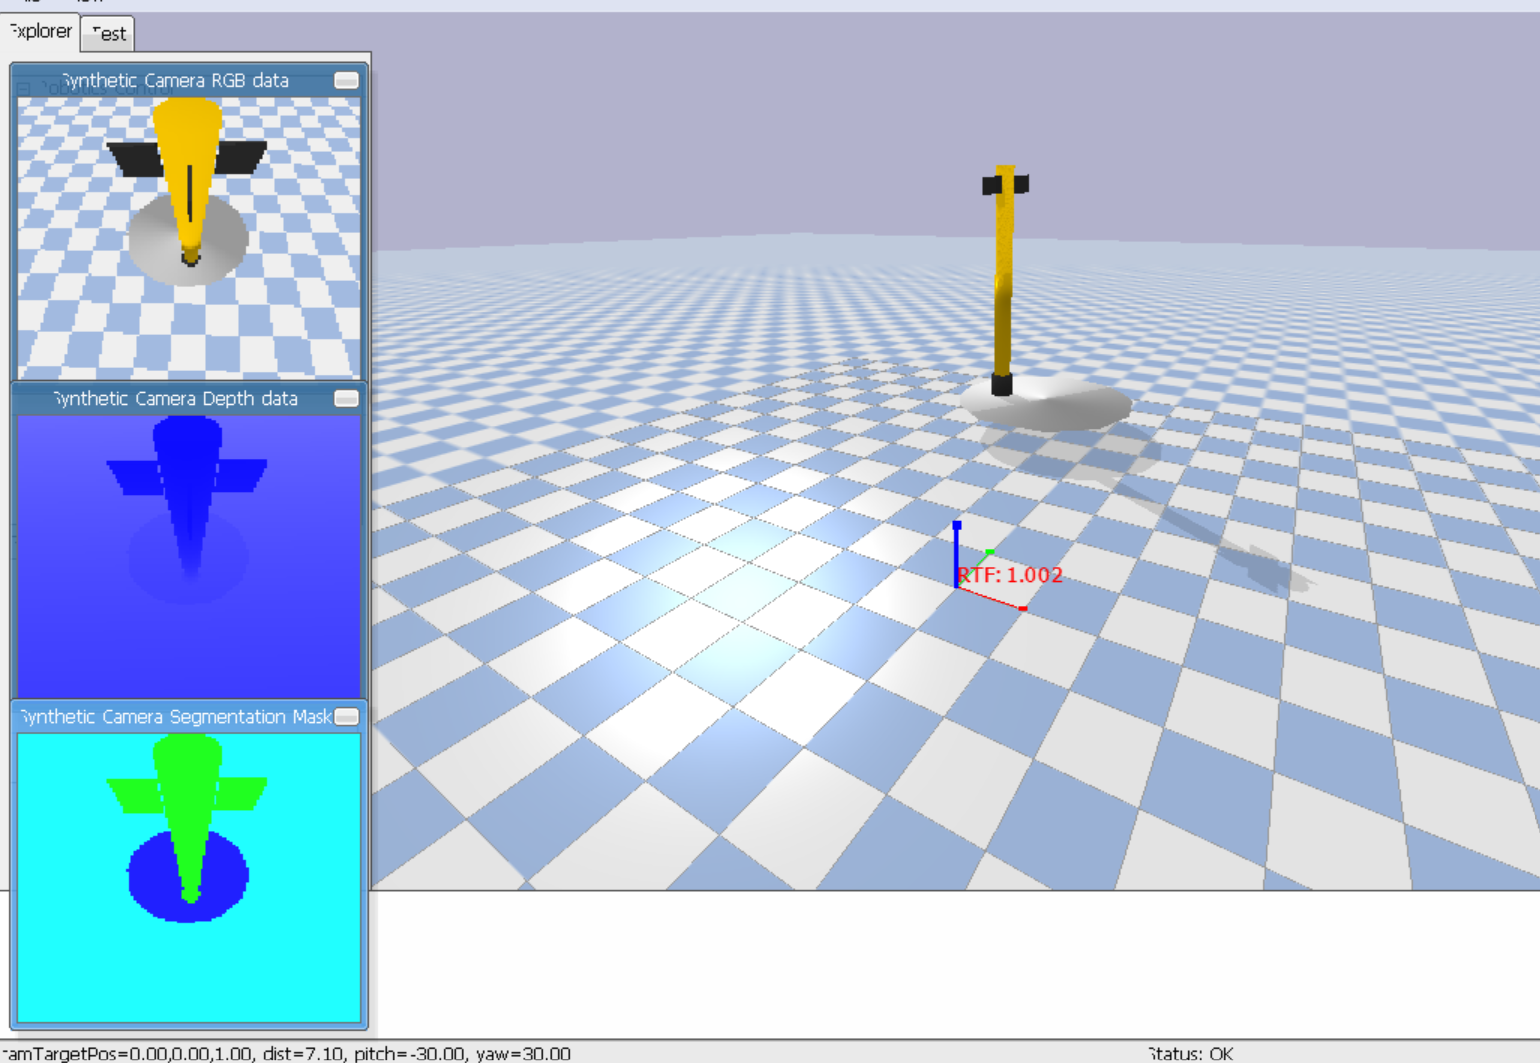 Explorer
Test
Synthetic Camera RGB data
Synthetic Camera Depth data
Synthetic Camera Segmentation Mask
RTF: 1.002
camTargetPos=0.00,0.00,1.00, dist=7.10, pitch=-30.00, yaw=30.00
Status: OK